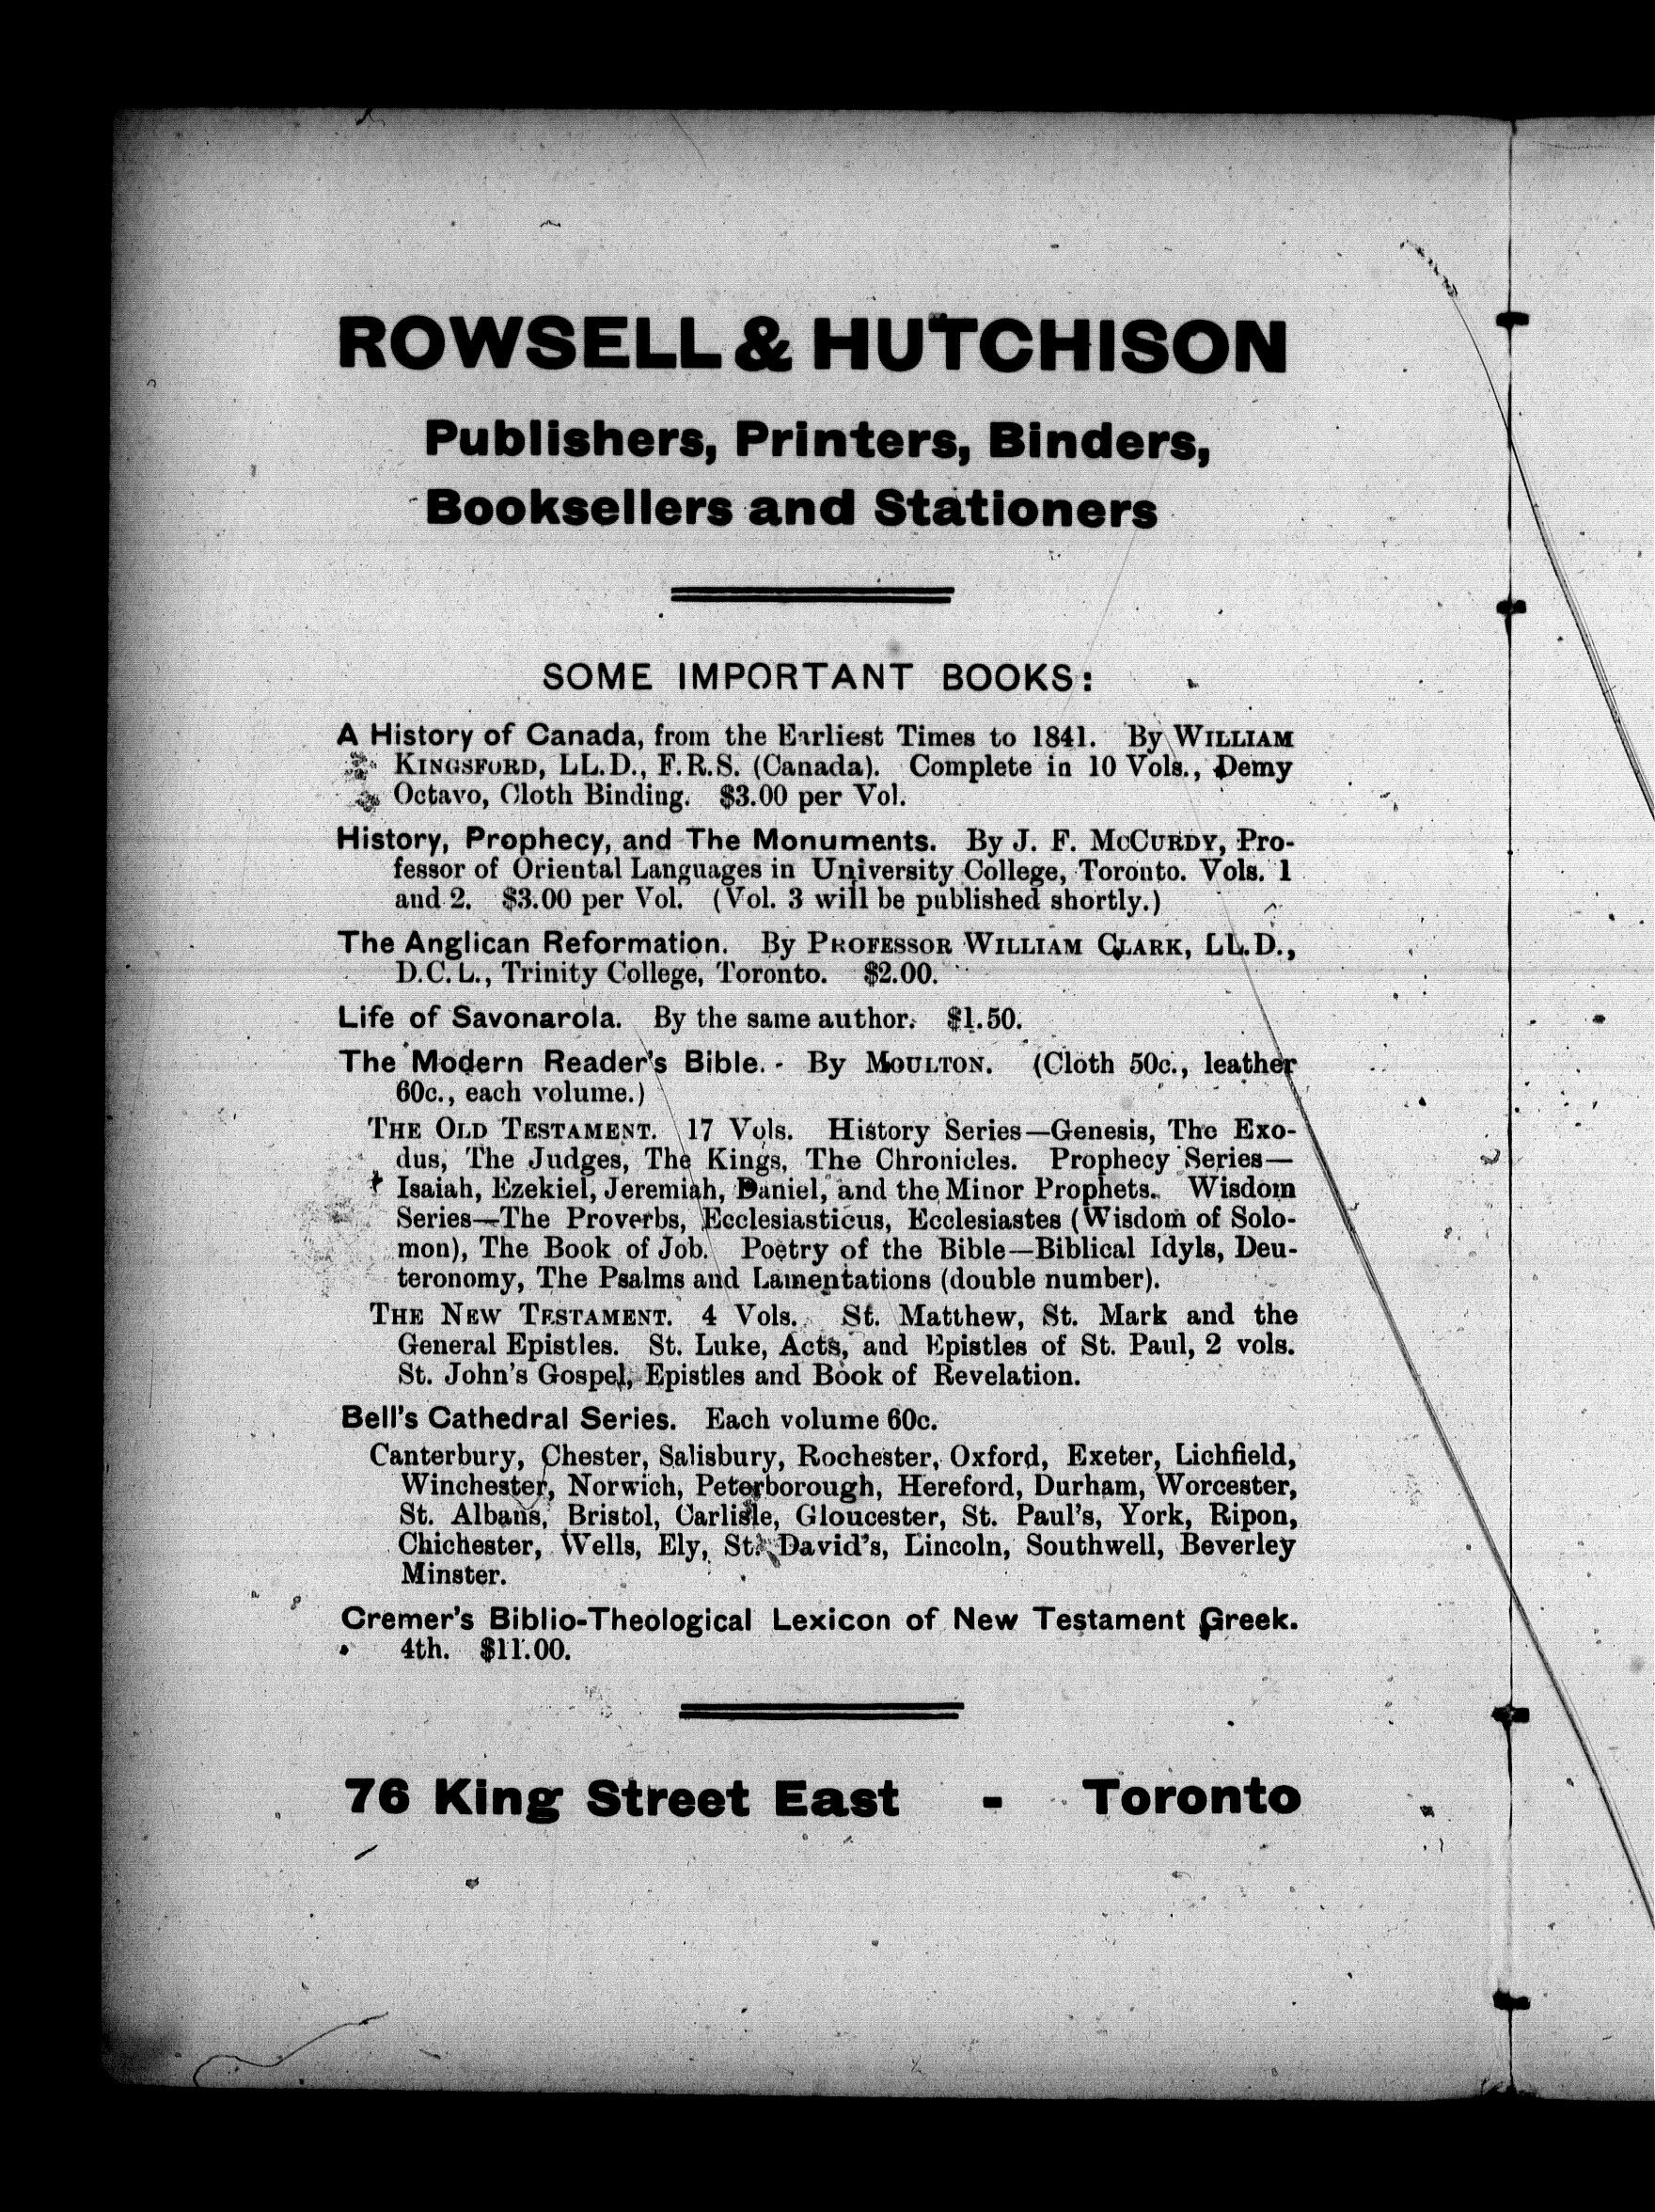 ROWSELL & HUTCHISON
Publishers, Printers, Binders,
Booksellers and Stationers
SOME IMPORTANT BOOKS:
A History of Canada, from the Earliest Times to 1841. By WILLIAM
KINGSFORD, LL.D., F.R.S. (Canada). Complete in 10 Vols., Demy
Octavo, Cloth Binding. $3.00 per Vol.
History, Prophecy, and The Monuments. By J. F. McCURDY, Pro-
fessor of Oriental Languages in University College, Toronto. Vols. 1
and 2. $3.00 per Vol. (Vol. 3 will be published shortly.)
The Anglican Reformation. By PROFESSOR WILLIAM CLARK, LL.D.,
D.C.L., Trinity College, Toronto. $2.00.
Life of Savonarola. By the same author. $1.50.
The Modern Reader's Bible. - By MOULTON. (Cloth 50c., leather
60c., each volume.)
THE OLD TESTAMENT. 17 Vols. History Series—Genesis, The Exo-
dus, The Judges, The Kings, The Chronicles. Prophecy Series—
Isaiah, Ezekiel, Jeremiah, Daniel, and the Minor Prophets. Wisdom
Series—The Proverbs, Ecclesiasticus, Ecclesiastes (Wisdom of Solo-
mon), The Book of Job. Poetry of the Bible—Biblical Idyls, Deu-
teronomy, The Psalms and Lamentations (double number).
THE NEW TESTAMENT. 4 Vols. St. Matthew, St. Mark and the
General Epistles. St. Luke, Acts, and Epistles of St. Paul, 2 vols.
St. John's Gospel, Epistles and Book of Revelation.
Bell's Cathedral Series. Each volume 60c.
Canterbury, Chester, Salisbury, Rochester, Oxford, Exeter, Lichfield,
Winchester, Norwich, Peterborough, Hereford, Durham, Worcester,
St. Albans, Bristol, Carlisle, Gloucester, St. Paul's, York, Ripon,
Chichester, Wells, Ely, St. David's, Lincoln, Southwell, Beverley
Minster.
Cremer's Biblio-Theological Lexicon of New Testament Greek.
4th. $11.00.
76 King Street East - Toronto